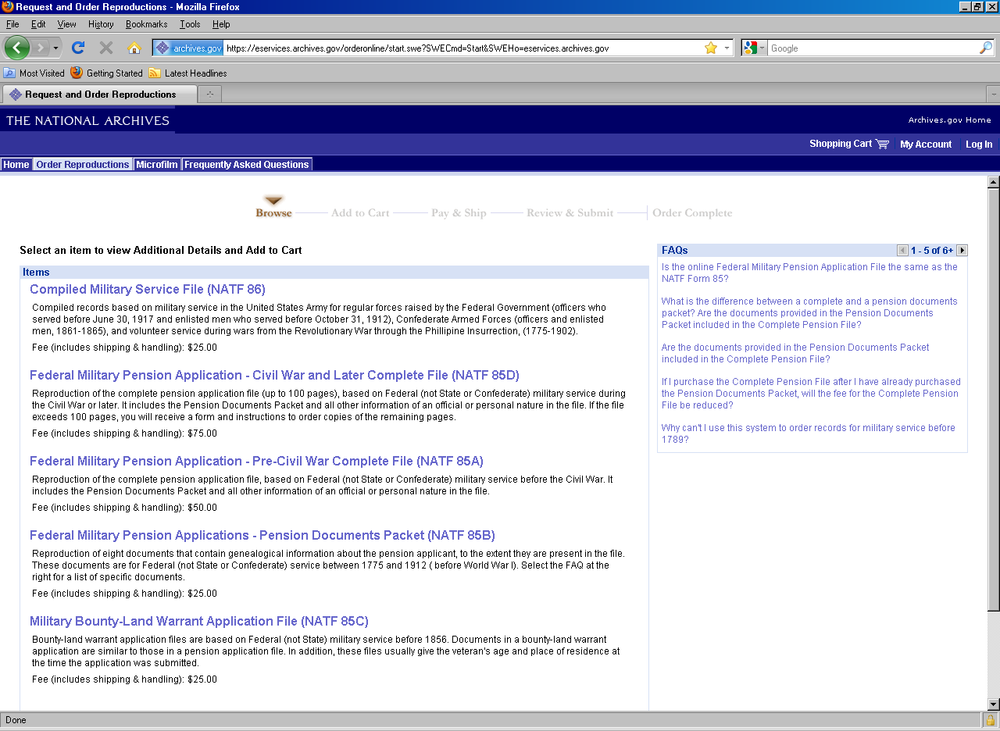 Request and Order Reproductions - Mozilla Firefox
File Edit View History Bookmarks Tools Help
archives.gov https://eservices.archives.gov/orderonline/start.swe?SWECmd=Start&SWEHo=eservices.archives.gov
Google
Most Visited Getting Started Latest Headlines
Request and Order Reproductions
THE NATIONAL ARCHIVES
Archives.gov Home
Shopping Cart My Account Log In
Home Order Reproductions Microfilm Frequently Asked Questions
Browse Add to Cart Pay & Ship Review & Submit Order Complete
Select an item to view Additional Details and Add to Cart
Items
Compiled Military Service File (NATF 86)
Compiled records based on military service in the United States Army for regular forces raised by the Federal Government (officers who
served before June 30, 1917 and enlisted men who served before October 31, 1912), Confederate Armed Forces (officers and enlisted
men, 1861-1865), and volunteer service during wars from the Revolutionary War through the Phillipine Insurrection, (1775-1902).
Fee (includes shipping & handling): $25.00
Federal Military Pension Application - Civil War and Later Complete File (NATF 85D)
Reproduction of the complete pension application file (up to 100 pages), based on Federal (not State or Confederate) military service during
the Civil War or later. It includes the Pension Documents Packet and all other information of an official or personal nature in the file. If the file
exceeds 100 pages, you will receive a form and instructions to order copies of the remaining pages.
Fee (includes shipping & handling): $75.00
Federal Military Pension Application - Pre-Civil War Complete File (NATF 85A)
Reproduction of the complete pension application file, based on Federal (not State or Confederate) military service before the Civil War. It
includes the Pension Documents Packet and all other information of an official or personal nature in the file.
Fee (includes shipping & handling): $50.00
Federal Military Pension Applications - Pension Documents Packet (NATF 85B)
Reproduction of eight documents that contain genealogical information about the pension applicant, to the extent they are present in the file.
These documents are for Federal (not State or Confederate) service between 1775 and 1912 ( before World War I). Select the FAQ at the
right for a list of specific documents.
Fee (includes shipping & handling): $25.00
Military Bounty-Land Warrant Application File (NATF 85C)
Bounty-land warrant application files are based on Federal (not State) military service before 1856. Documents in a bounty-land warrant
application are similar to those in a pension application file. In addition, these files usually give the veteran's age and place of residence at
the time the application was submitted.
Fee (includes shipping & handling): $25.00
FAQs 1 - 5 of 6+
Is the online Federal Military Pension Application File the same as the
NATF Form 85?
What is the difference between a complete and a pension documents
packet? Are the documents provided in the Pension Documents
Packet included in the Complete Pension File?
Are the documents provided in the Pension Documents Packet
included in the Complete Pension File?
If I purchase the Complete Pension File after I have already purchased
the Pension Documents Packet, will the fee for the Complete Pension
File be reduced?
Why can't I use this system to order records for military service before
1789?
Done